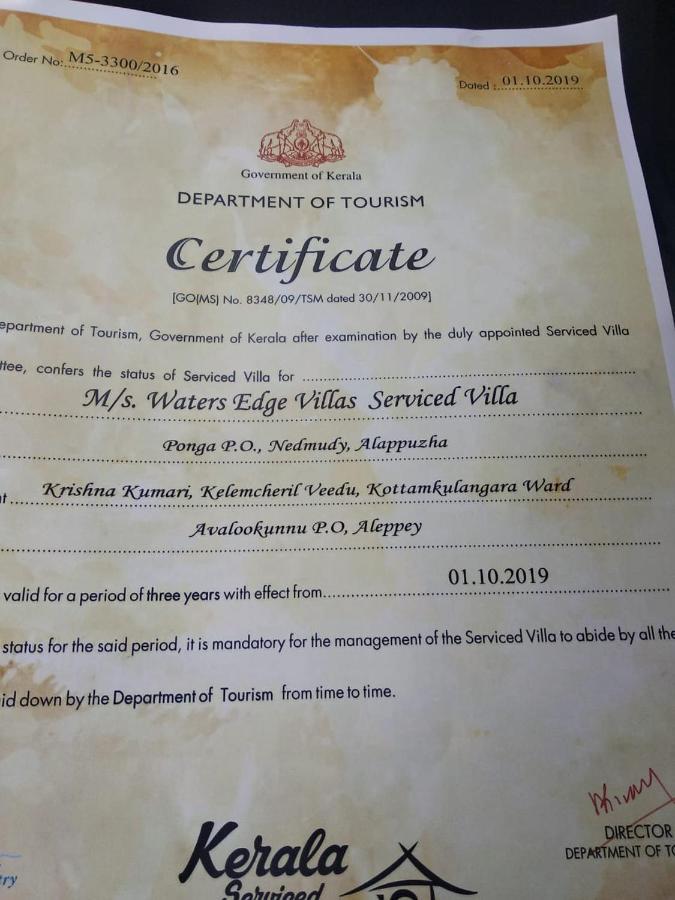 Order No: M5-3300/2016
Dated : 01.10.2019
Government of Kerala
DEPARTMENT OF TOURISM
Certificate
[GO(MS) No. 8348/09/TSM dated 30/11/2009]
epartment of Tourism, Government of Kerala after examination by the duly appointed Serviced Villa
ttee, confers the status of Serviced Villa for
M/s. Waters Edge Villas Serviced Villa
Ponga P.O., Nedmudy, Alappuzha
Krishna Kumari, Kelemcheril Veedu, Kottamkulangara Ward
Avalookunnu P.O, Aleppey
valid for a period of three years with effect from 01.10.2019
status for the said period, it is mandatory for the management of the Serviced Villa to abide by all the
id down by the Department of Tourism from time to time.
DIRECTOR
DEPARTMENT OF TO
Kerala
Serviced
try